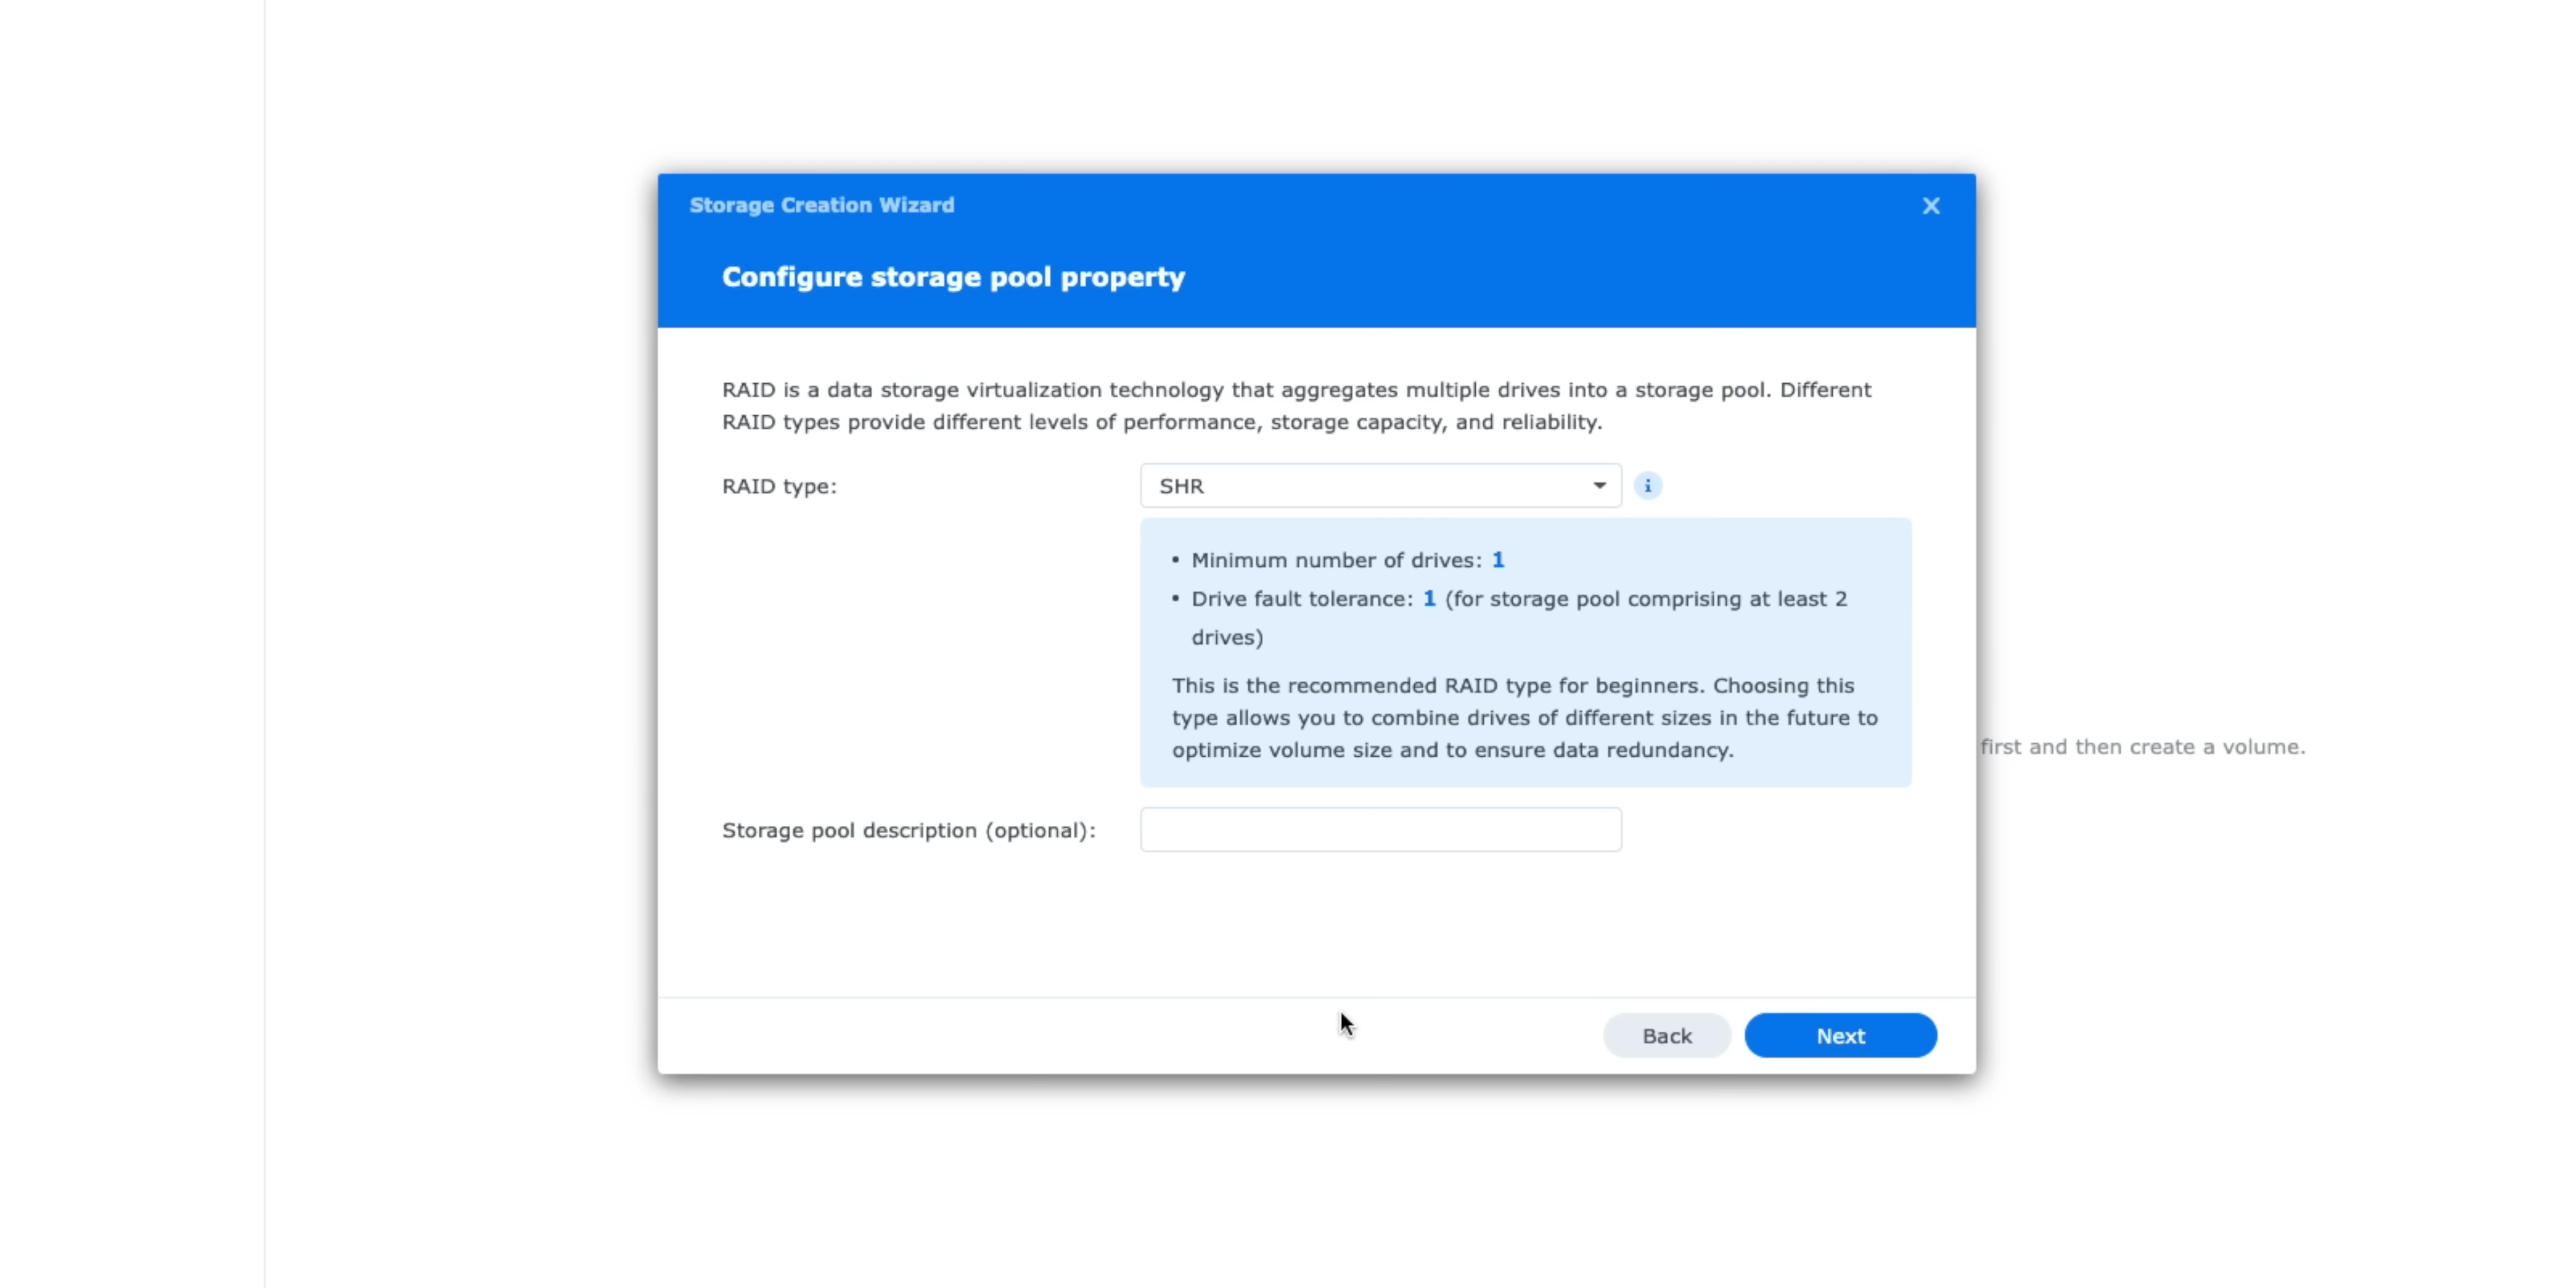 Storage Creation Wizard
Configure storage pool property
RAID is a data storage virtualization technology that aggregates multiple drives into a storage pool. Different
RAID types provide different levels of performance, storage capacity, and reliability.
RAID type:
SHR
• Minimum number of drives: 1
• Drive fault tolerance: 1 (for storage pool comprising at least 2
drives)
This is the recommended RAID type for beginners. Choosing this
type allows you to combine drives of different sizes in the future to
optimize volume size and to ensure data redundancy.
first and then create a volume.
Storage pool description (optional):
Back
Next